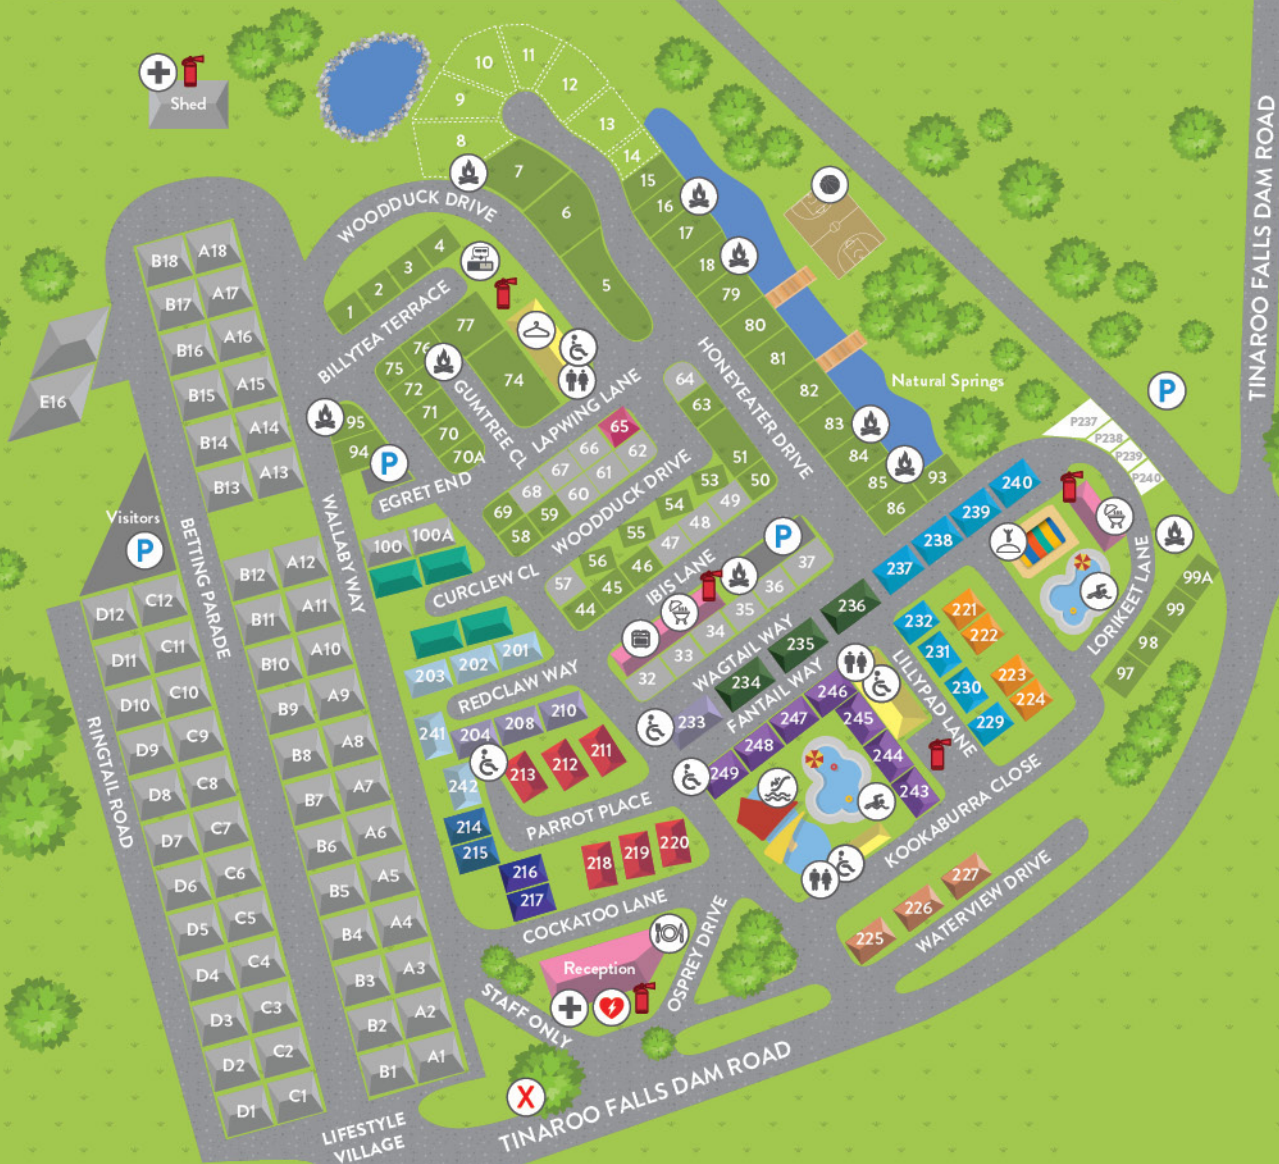 10
11
12
9
13
8
14
Shed
7
15
6
16
17
18
5
79
80
81
82
83
84
85
86
93
WOODDUCK DRIVE
4
3
2
1
BILLYTEA TERRACE
77
76
75
74
72
71
70
70A
GUMTREE CL
LAPWING LANE
HONEYEATER DRIVE
Natural Springs
TINAROO FALLS DAM ROAD
P
P237
P238
P239
P240
B18
A18
B17
A17
B16
A16
B15
A15
B14
A14
B13
A13
E16
Visitors
P
BETTING PARADE
WALLABY WAY
95
94
P
EGRET END
64
63
65
66
62
67
61
68
60
69
59
58
WOODDUCK DRIVE
51
50
53
49
54
48
55
47
56
46
57
45
44
100
100A
CURCLEW CL
IBIS LANE
P
37
36
35
34
33
32
WAGTAIL WAY
240
239
238
237
236
235
234
233
FANTAIL WAY
LORIKEET LANE
99A
99
98
97
232
221
222
231
223
230
224
229
LILLYPAD LANE
B12
A12
B11
A11
B10
A10
B9
A9
B8
A8
B7
A7
B6
A6
B5
A5
B4
A4
B3
A3
B2
A2
B1
A1
D12
C12
D11
C11
D10
C10
D9
C9
D8
C8
D7
C7
D6
C6
D5
C5
D4
C4
D3
C3
D2
C2
D1
C1
RINGTAIL ROAD
203
202
201
REDCLAW WAY
241
204
208
210
242
213
212
211
214
215
PARROT PLACE
216
217
218
219
220
COCKATOO LANE
246
247
245
248
244
249
243
KOOKABURRA CLOSE
227
226
225
WATERVIEW DRIVE
Reception
OSPREY DRIVE
STAFF ONLY
X
TINAROO FALLS DAM ROAD
LIFESTYLE
VILLAGE